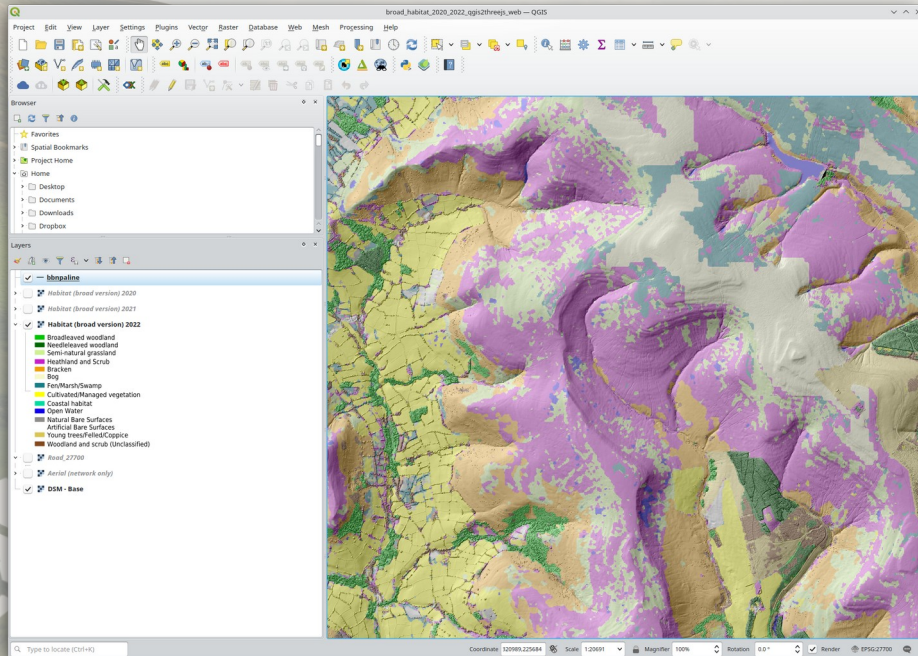 broad_habitat_2020_2022_qgis2threejs_web — QGIS
Project Edit View Layer Settings Plugins Vector Raster Database Web Mesh Processing Help
Browser
Favorites
Spatial Bookmarks
Project Home
Home
Desktop
Documents
Downloads
Dropbox
Layers
bbnpaline
Habitat (broad version) 2020
Habitat (broad version) 2021
Habitat (broad version) 2022
Broadleaved woodland
Needleleaved woodland
Semi-natural grassland
Heathland and Scrub
Bracken
Bog
Fen/Marsh/Swamp
Cultivated/Managed vegetation
Coastal habitat
Open Water
Natural Bare Surfaces
Artificial Bare Surfaces
Young trees/Felled/Coppice
Woodland and scrub (Unclassified)
Road_27700
Aerial (network only)
DSM - Base
Type to locate (Ctrl+K) Coordinate 320989,225684 Scale 1:20691 Magnifier 100% Rotation 0.0 ° Render EPSG:27700